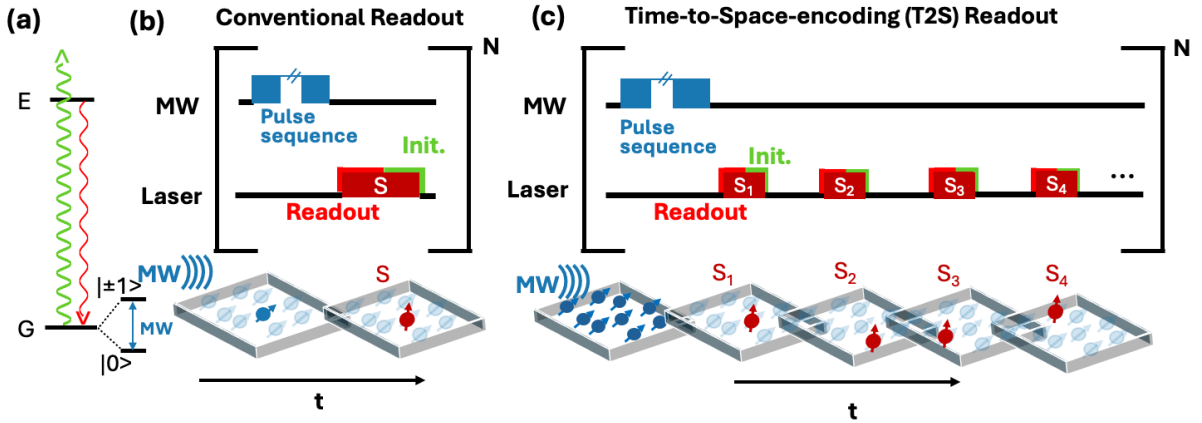 (a)
E
G
|±1>
|0>
MW
(b)
Conventional Readout
N
MW
Pulse
sequence
Init.
Laser
S
Readout
MW
S
t
(c)
Time-to-Space-encoding (T2S) Readout
N
MW
Pulse
sequence
Init.
Laser
S₁
S₂
S₃
S₄
...
Readout
MW
S₁
S₂
S₃
S₄
t